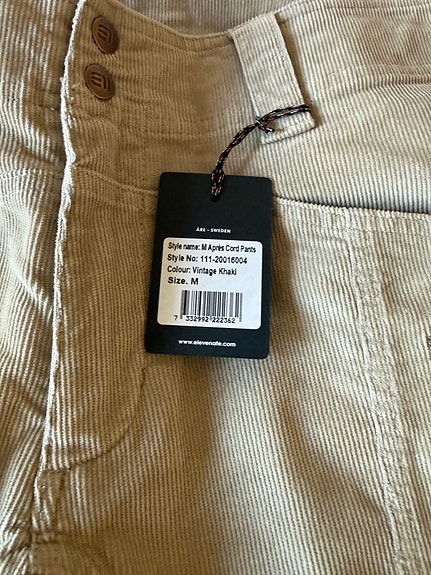 ÅRE – SWEDEN
Style name: M Après Cord Pants
Style No: 111-20016004
Colour: Vintage Khaki
Size. M
7 332992 222362
www.elevenate.com